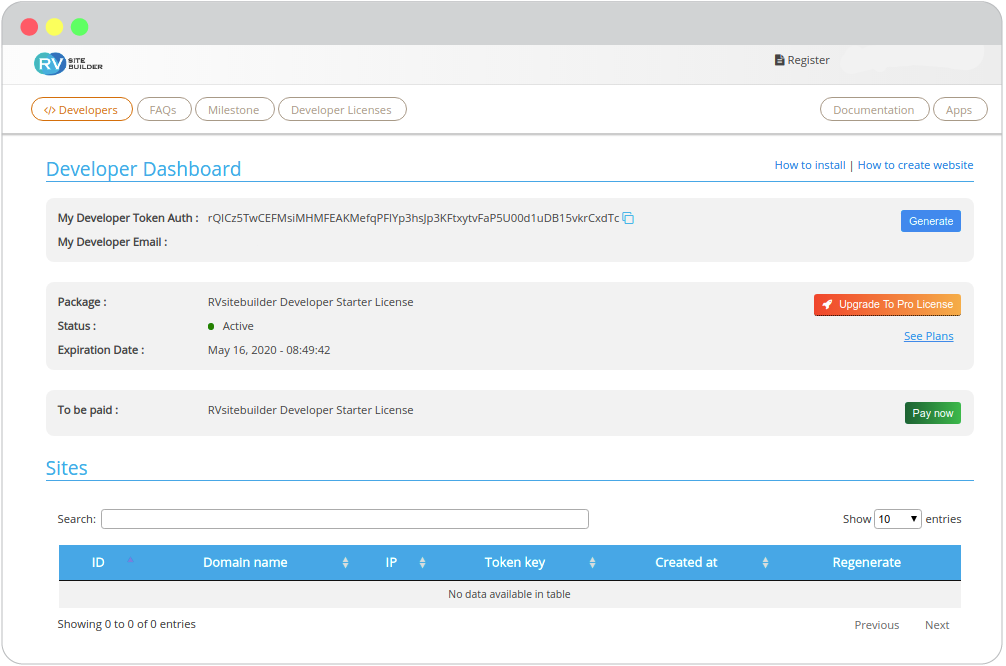 RV SITE BUILDER
Register
</> Developers FAQs Milestone Developer Licenses Documentation Apps
Developer Dashboard How to install | How to create website
My Developer Token Auth : rQICz5TwCEFMsiMHMFEAKMefqPFIYp3hsJp3KFtxytvFaP5U00d1uDB15vkrCxdTc Generate
My Developer Email :
Package : RVsitebuilder Developer Starter License Upgrade To Pro License
Status : Active
See Plans
Expiration Date : May 16, 2020 - 08:49:42
To be paid : RVsitebuilder Developer Starter License Pay now
Sites
Search: Show 10 entries
ID Domain name IP Token key Created at Regenerate
No data available in table
Showing 0 to 0 of 0 entries Previous Next